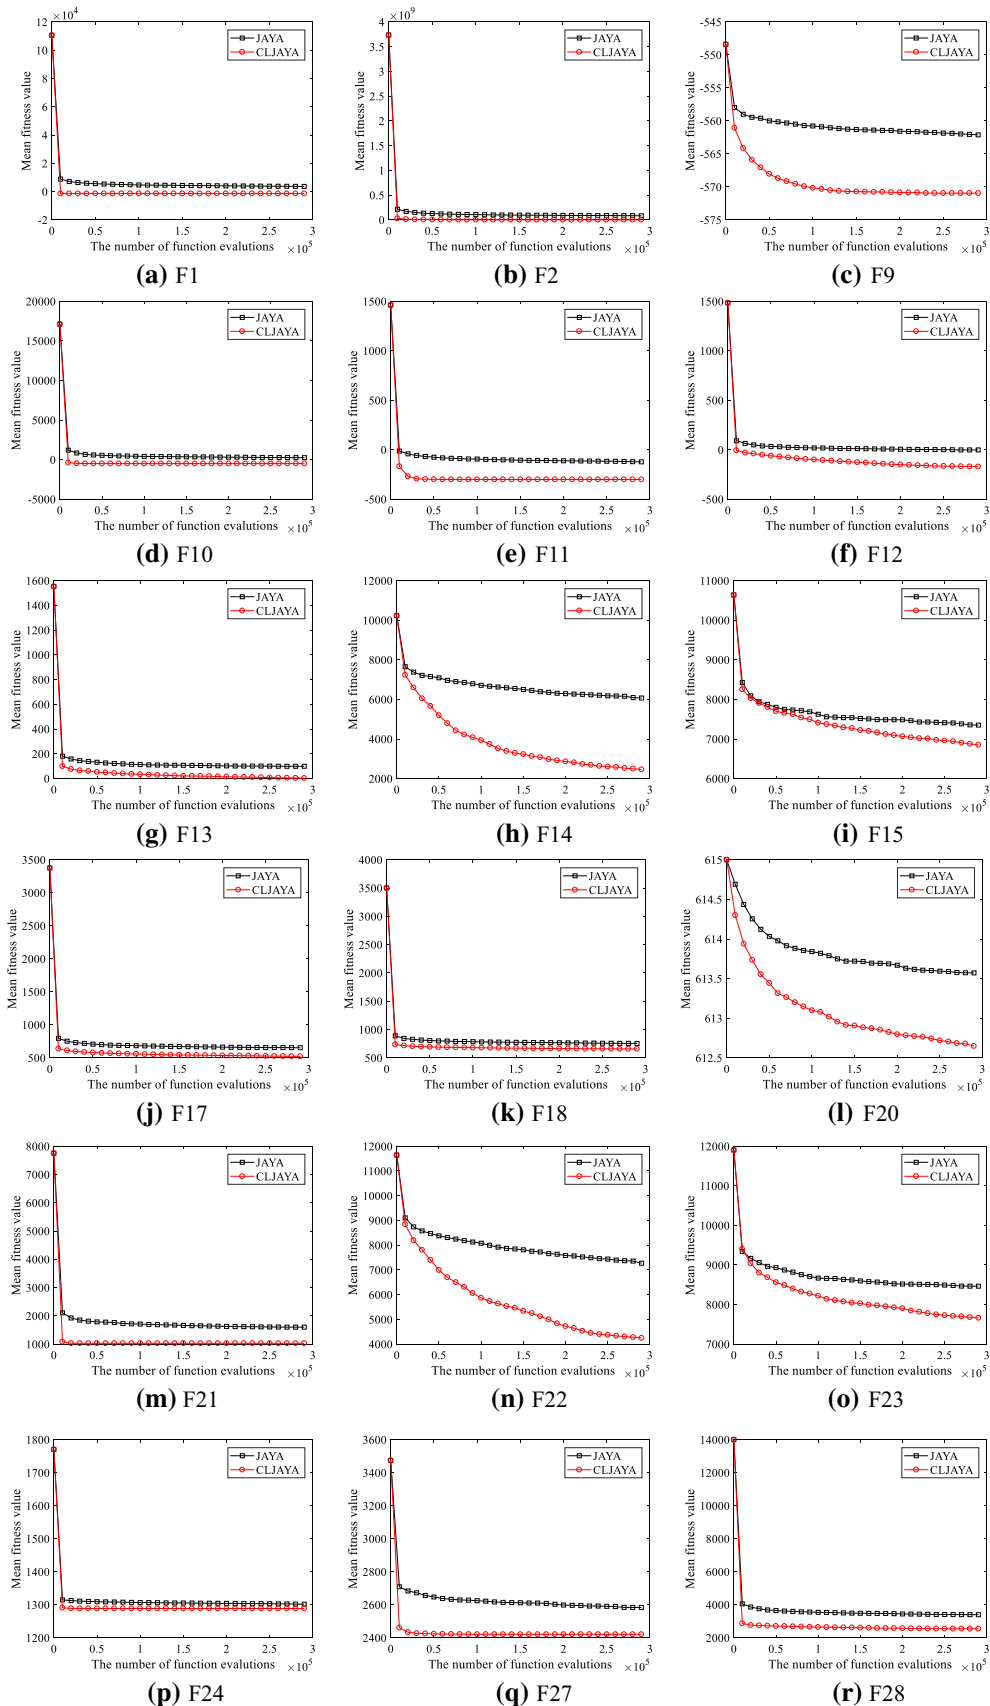 ×10^4
12
10
8
6
4
2
0
-2
Mean fitness value
JAYA
CLJAYA
0 0.5 1 1.5 2 2.5 3
The number of function evalutions ×10^5
(a) F1
×10^9
4
3.5
3
2.5
2
1.5
1
0.5
0
Mean fitness value
JAYA
CLJAYA
0 0.5 1 1.5 2 2.5 3
The number of function evalutions ×10^5
(b) F2
-545
-550
-555
-560
-565
-570
-575
Mean fitness value
JAYA
CLJAYA
0 0.5 1 1.5 2 2.5 3
The number of function evalutions ×10^5
(c) F9
20000
15000
10000
5000
0
-5000
Mean fitness value
JAYA
CLJAYA
0 0.5 1 1.5 2 2.5 3
The number of function evalutions ×10^5
(d) F10
1500
1000
500
0
-500
Mean fitness value
JAYA
CLJAYA
0 0.5 1 1.5 2 2.5 3
The number of function evalutions ×10^5
(e) F11
1500
1000
500
0
-500
Mean fitness value
JAYA
CLJAYA
0 0.5 1 1.5 2 2.5 3
The number of function evalutions ×10^5
(f) F12
1600
1400
1200
1000
800
600
400
200
0
Mean fitness value
JAYA
CLJAYA
0 0.5 1 1.5 2 2.5 3
The number of function evalutions ×10^5
(g) F13
12000
10000
8000
6000
4000
2000
Mean fitness value
JAYA
CLJAYA
0 0.5 1 1.5 2 2.5 3
The number of function evalutions ×10^5
(h) F14
11000
10000
9000
8000
7000
6000
Mean fitness value
JAYA
CLJAYA
0 0.5 1 1.5 2 2.5 3
The number of function evalutions ×10^5
(i) F15
3500
3000
2500
2000
1500
1000
500
Mean fitness value
JAYA
CLJAYA
0 0.5 1 1.5 2 2.5 3
The number of function evalutions ×10^5
(j) F17
4000
3500
3000
2500
2000
1500
1000
500
Mean fitness value
JAYA
CLJAYA
0 0.5 1 1.5 2 2.5 3
The number of function evalutions ×10^5
(k) F18
615
614.5
614
613.5
613
612.5
Mean fitness value
JAYA
CLJAYA
0 0.5 1 1.5 2 2.5 3
The number of function evalutions ×10^5
(l) F20
8000
7000
6000
5000
4000
3000
2000
1000
Mean fitness value
JAYA
CLJAYA
0 0.5 1 1.5 2 2.5 3
The number of function evalutions ×10^5
(m) F21
12000
11000
10000
9000
8000
7000
6000
5000
4000
Mean fitness value
JAYA
CLJAYA
0 0.5 1 1.5 2 2.5 3
The number of function evalutions ×10^5
(n) F22
12000
11000
10000
9000
8000
7000
Mean fitness value
JAYA
CLJAYA
0 0.5 1 1.5 2 2.5 3
The number of function evalutions ×10^5
(o) F23
1800
1700
1600
1500
1400
1300
1200
Mean fitness value
JAYA
CLJAYA
0 0.5 1 1.5 2 2.5 3
The number of function evalutions ×10^5
(p) F24
3600
3400
3200
3000
2800
2600
2400
Mean fitness value
JAYA
CLJAYA
0 0.5 1 1.5 2 2.5 3
The number of function evalutions ×10^5
(q) F27
14000
12000
10000
8000
6000
4000
2000
Mean fitness value
JAYA
CLJAYA
0 0.5 1 1.5 2 2.5 3
The number of function evalutions ×10^5
(r) F28